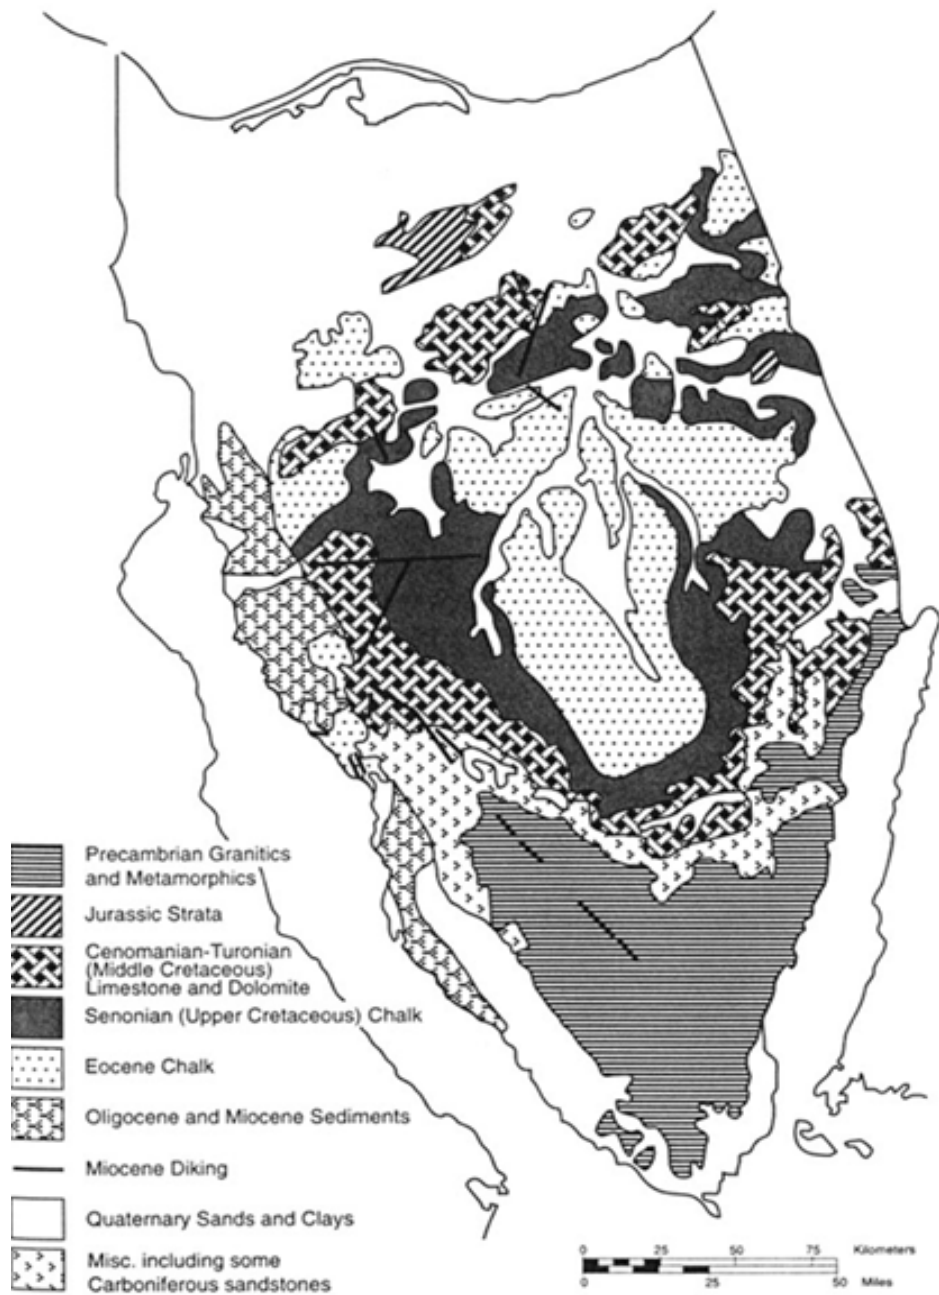 Precambrian Granitics
and Metamorphics
Jurassic Strata
Cenomanian-Turonian
(Middle Cretaceous)
Limestone and Dolomite
Senonian (Upper Cretaceous) Chalk
Eocene Chalk
Oligocene and Miocene Sediments
Miocene Diking
Quaternary Sands and Clays
Misc. including some
Carboniferous sandstones
0 25 50 75 Kilometers
0 25 50 Miles